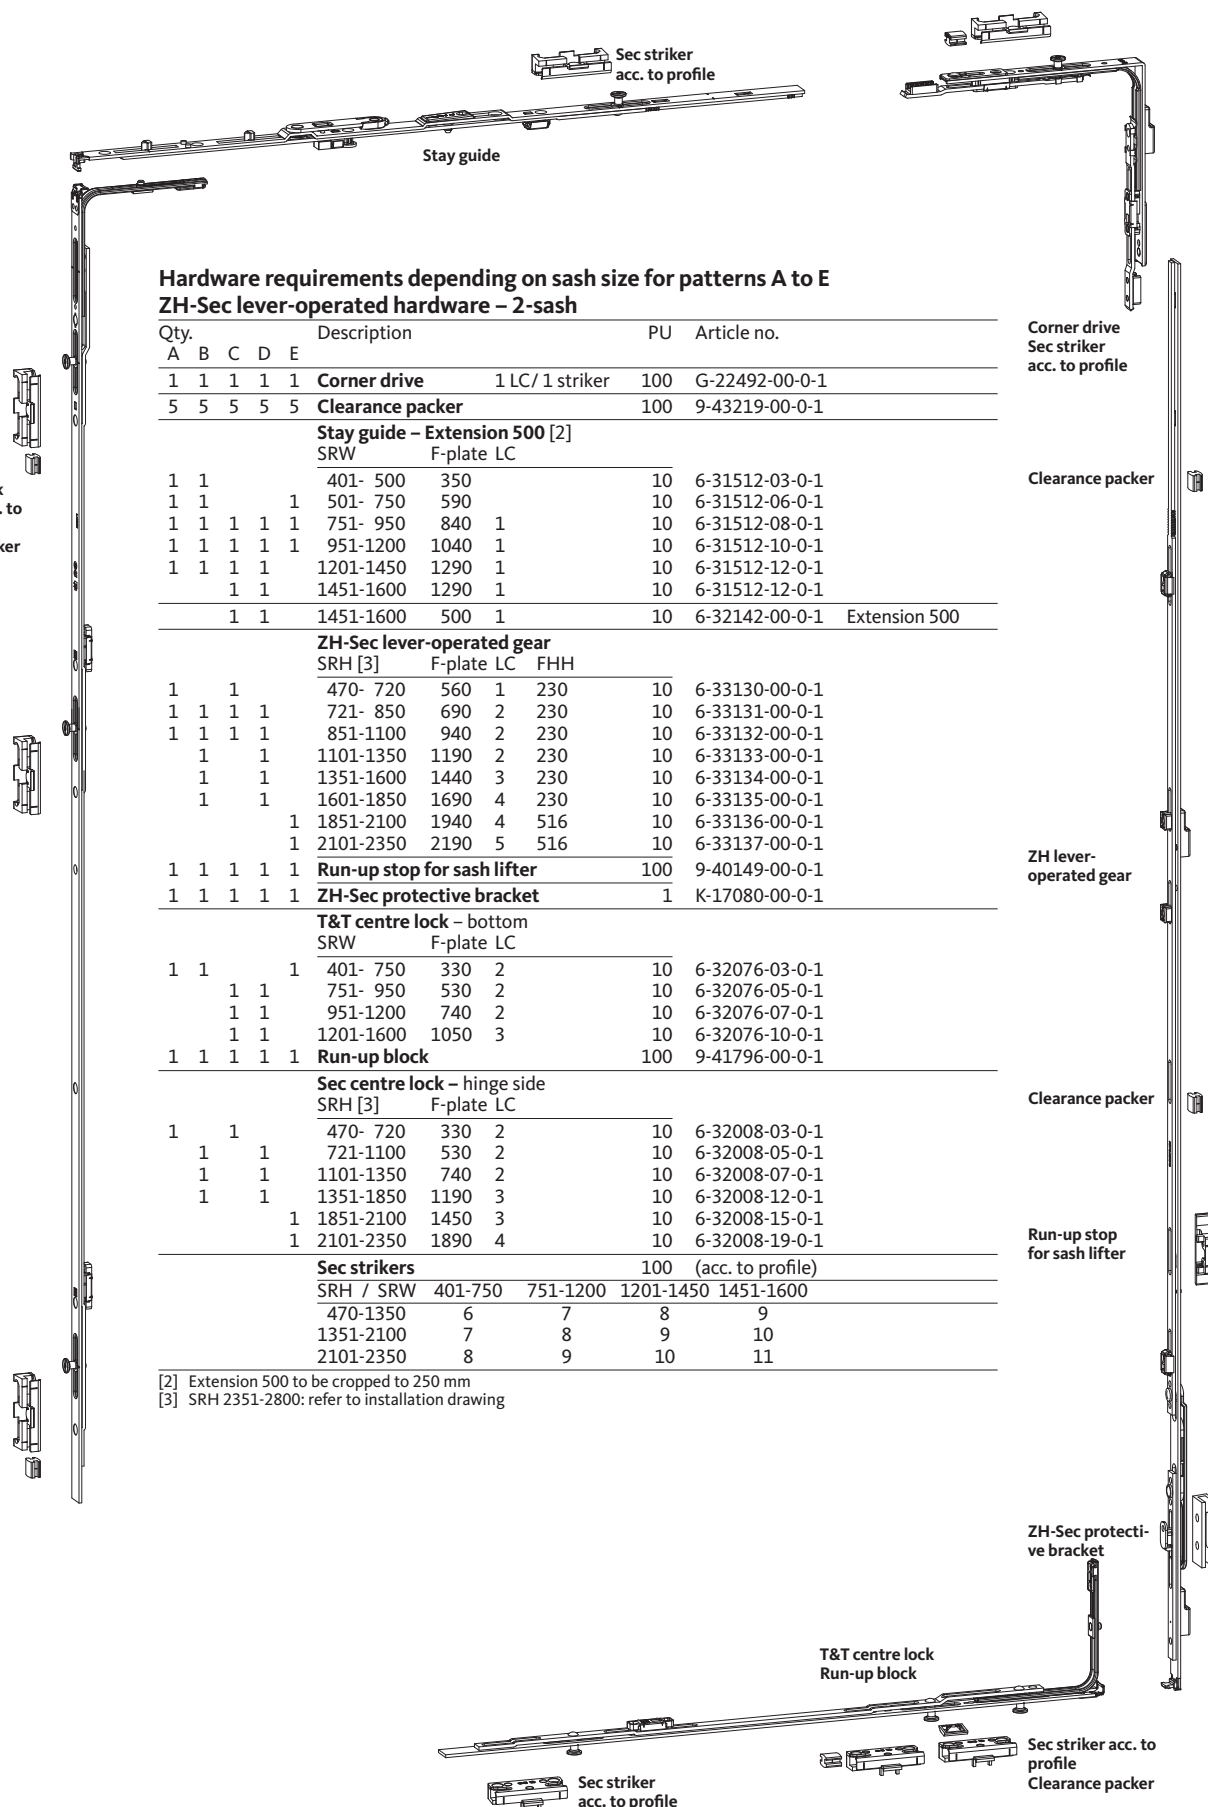 Sec striker
acc. to profile
Stay guide
Hardware requirements depending on sash size for patterns A to E
ZH-Sec lever-operated hardware – 2-sash
Qty. Description PU Article no.
A B C D E
1 1 1 1 1 Corner drive 1 LC/ 1 striker 100 G-22492-00-0-1
5 5 5 5 5 Clearance packer 100 9-43219-00-0-1
Stay guide – Extension 500 [2]
SRW F-plate LC
1 1 401- 500 350 10 6-31512-03-0-1
1 1 1 501- 750 590 10 6-31512-06-0-1
1 1 1 1 1 751- 950 840 1 10 6-31512-08-0-1
1 1 1 1 1 951-1200 1040 1 10 6-31512-10-0-1
1 1 1 1 1201-1450 1290 1 10 6-31512-12-0-1
1 1 1451-1600 1290 1 10 6-31512-12-0-1
1 1 1451-1600 500 1 10 6-32142-00-0-1 Extension 500
ZH-Sec lever-operated gear
SRH [3] F-plate LC FHH
1 1 470- 720 560 1 230 10 6-33130-00-0-1
1 1 1 1 721- 850 690 2 230 10 6-33131-00-0-1
1 1 1 1 851-1100 940 2 230 10 6-33132-00-0-1
1 1 1101-1350 1190 2 230 10 6-33133-00-0-1
1 1 1351-1600 1440 3 230 10 6-33134-00-0-1
1 1 1601-1850 1690 4 230 10 6-33135-00-0-1
1 1851-2100 1940 4 516 10 6-33136-00-0-1
1 2101-2350 2190 5 516 10 6-33137-00-0-1
1 1 1 1 1 Run-up stop for sash lifter 100 9-40149-00-0-1
1 1 1 1 1 ZH-Sec protective bracket 1 K-17080-00-0-1
T&T centre lock – bottom
SRW F-plate LC
1 1 1 401- 750 330 2 10 6-32076-03-0-1
1 1 751- 950 530 2 10 6-32076-05-0-1
1 1 951-1200 740 2 10 6-32076-07-0-1
1 1 1201-1600 1050 3 10 6-32076-10-0-1
1 1 1 1 1 Run-up block 100 9-41796-00-0-1
Sec centre lock – hinge side
SRH [3] F-plate LC
1 1 470- 720 330 2 10 6-32008-03-0-1
1 1 721-1100 530 2 10 6-32008-05-0-1
1 1 1101-1350 740 2 10 6-32008-07-0-1
1 1 1351-1850 1190 3 10 6-32008-12-0-1
1 1851-2100 1450 3 10 6-32008-15-0-1
1 2101-2350 1890 4 10 6-32008-19-0-1
Sec strikers 100 (acc. to profile)
SRH / SRW 401-750 751-1200 1201-1450 1451-1600
470-1350 6 7 8 9
1351-2100 7 8 9 10
2101-2350 8 9 10 11
[2] Extension 500 to be cropped to 250 mm
[3] SRH 2351-2800: refer to installation drawing
. to
Corner drive
Sec striker
acc. to profile
Clearance packer
ZH lever-
operated gear
Clearance packer
Run-up stop
for sash lifter
ZH-Sec protecti-
ve bracket
T&T centre lock
Run-up block
Sec striker acc. to
profile
Clearance packer
Sec striker
acc. to profile